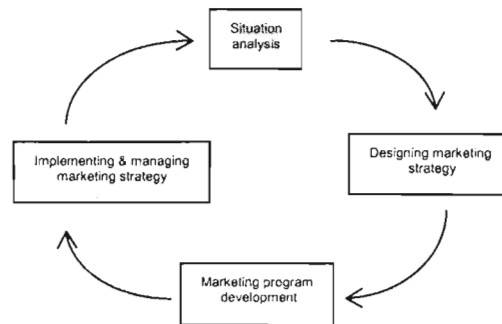 Situation
analysis
Implementing & managing
marketing strategy
Designing marketing
strategy
Marketing program
development